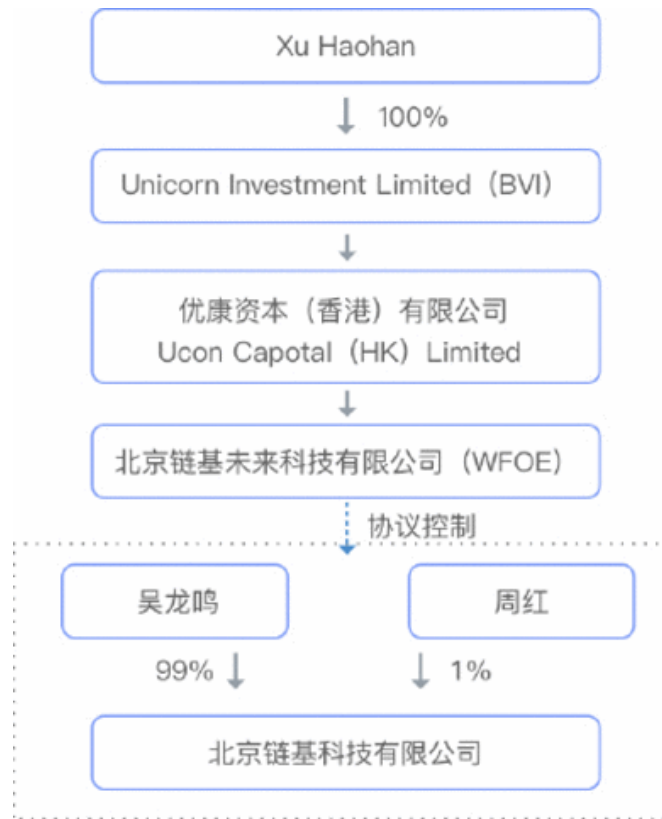 Xu Haohan
100%
Unicorn Investment Limited（BVI）
优康资本（香港）有限公司
Ucon Capotal（HK）Limited
北京链基未来科技有限公司（WFOE）
协议控制
吴龙鸣
周红
99%
1%
北京链基科技有限公司